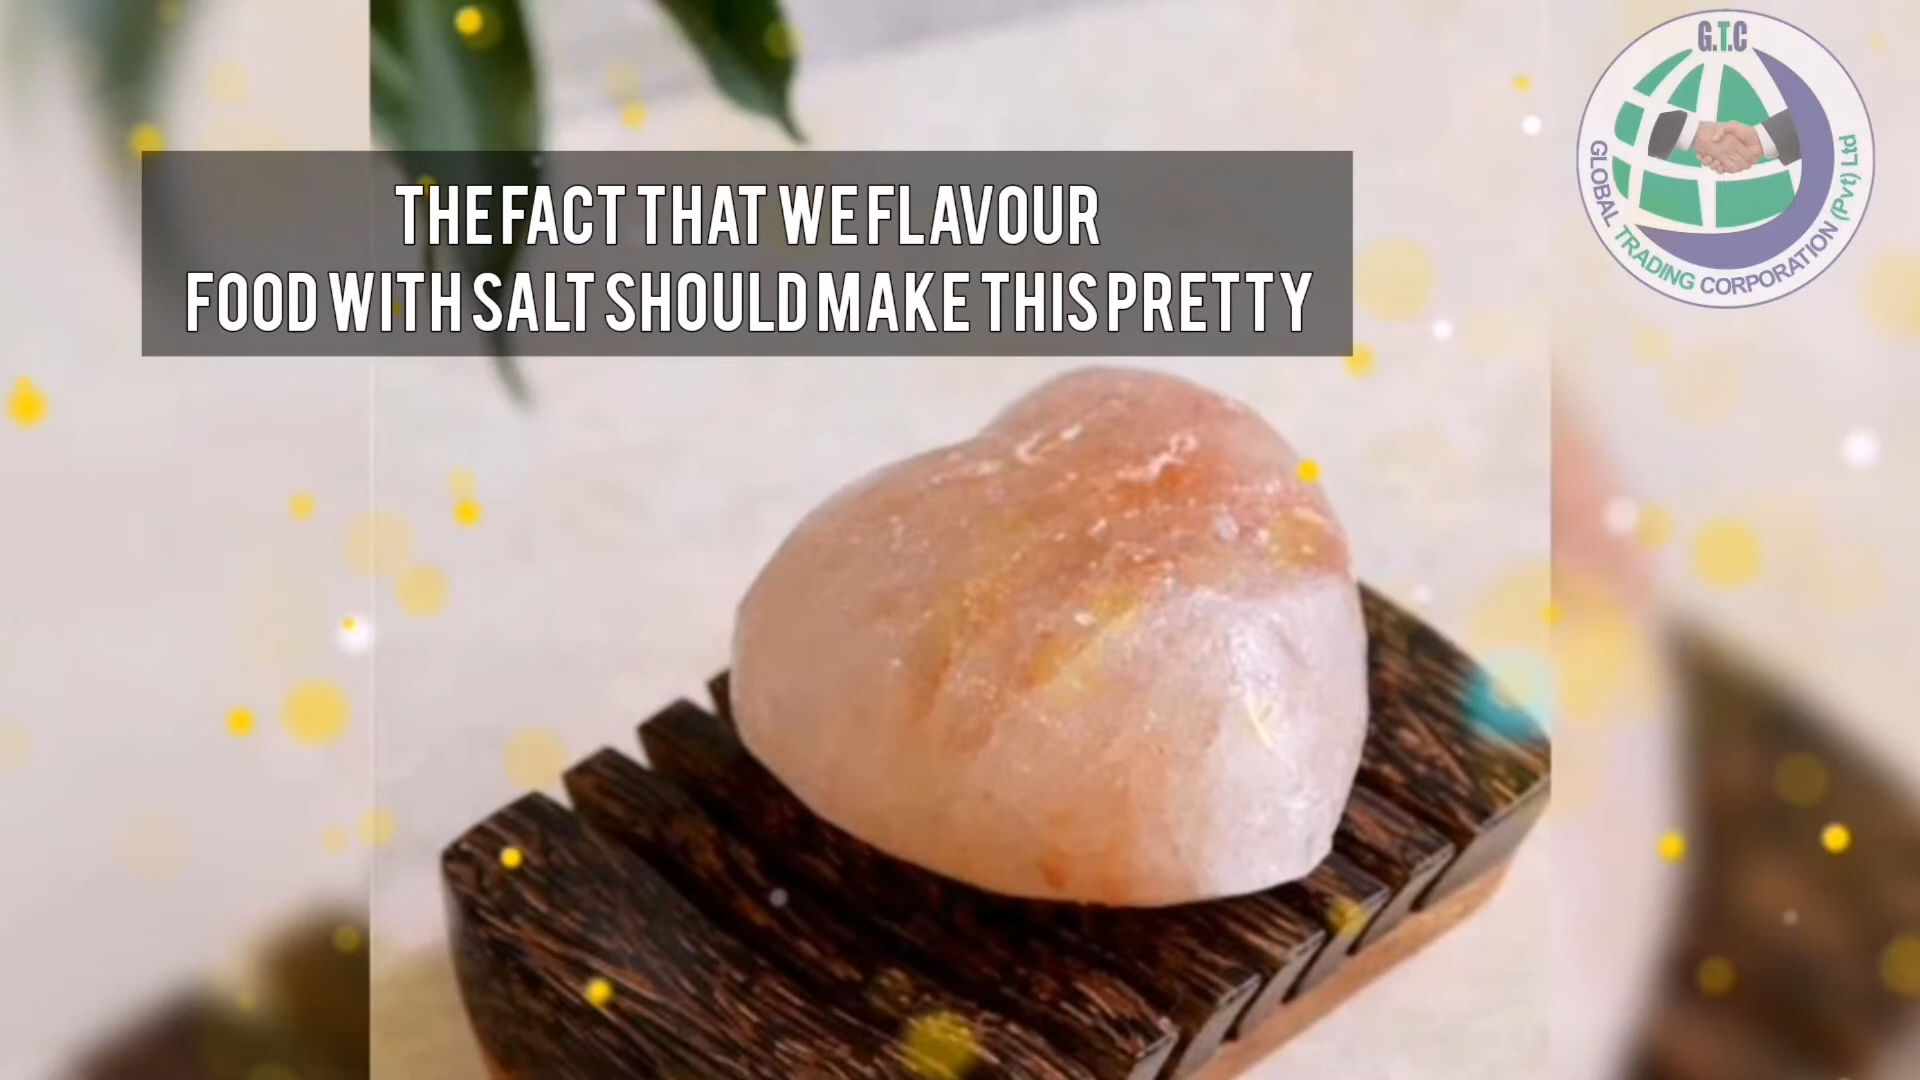 THE FACT THAT WE FLAVOUR
FOOD WITH SALT SHOULD MAKE THIS PRETTY
G.T.C
GLOBAL TRADING CORPORATION (Pvt) Ltd